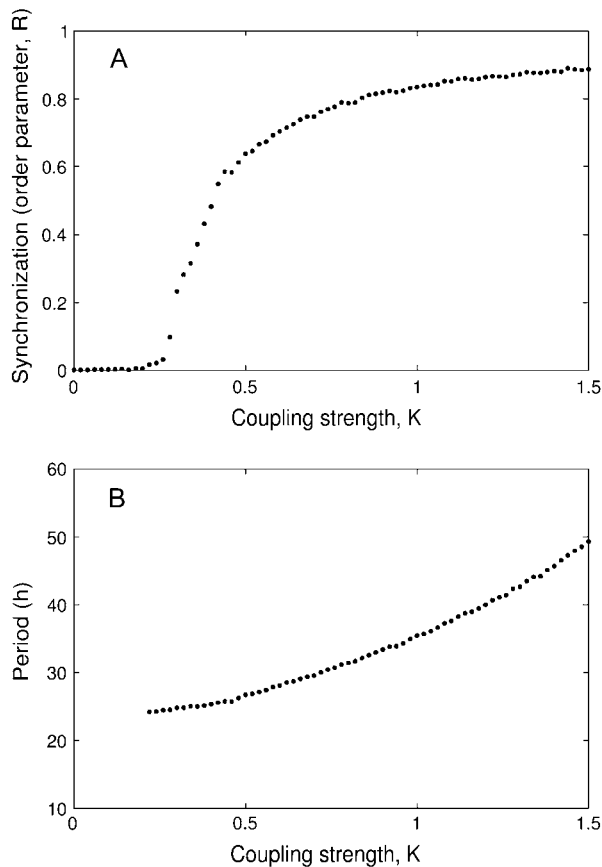 A
Synchronization (order parameter, R)
1
0.8
0.6
0.4
0.2
0
0 0.5 1 1.5
Coupling strength, K
B
Period (h)
60
50
40
30
20
10
0 0.5 1 1.5
Coupling strength, K